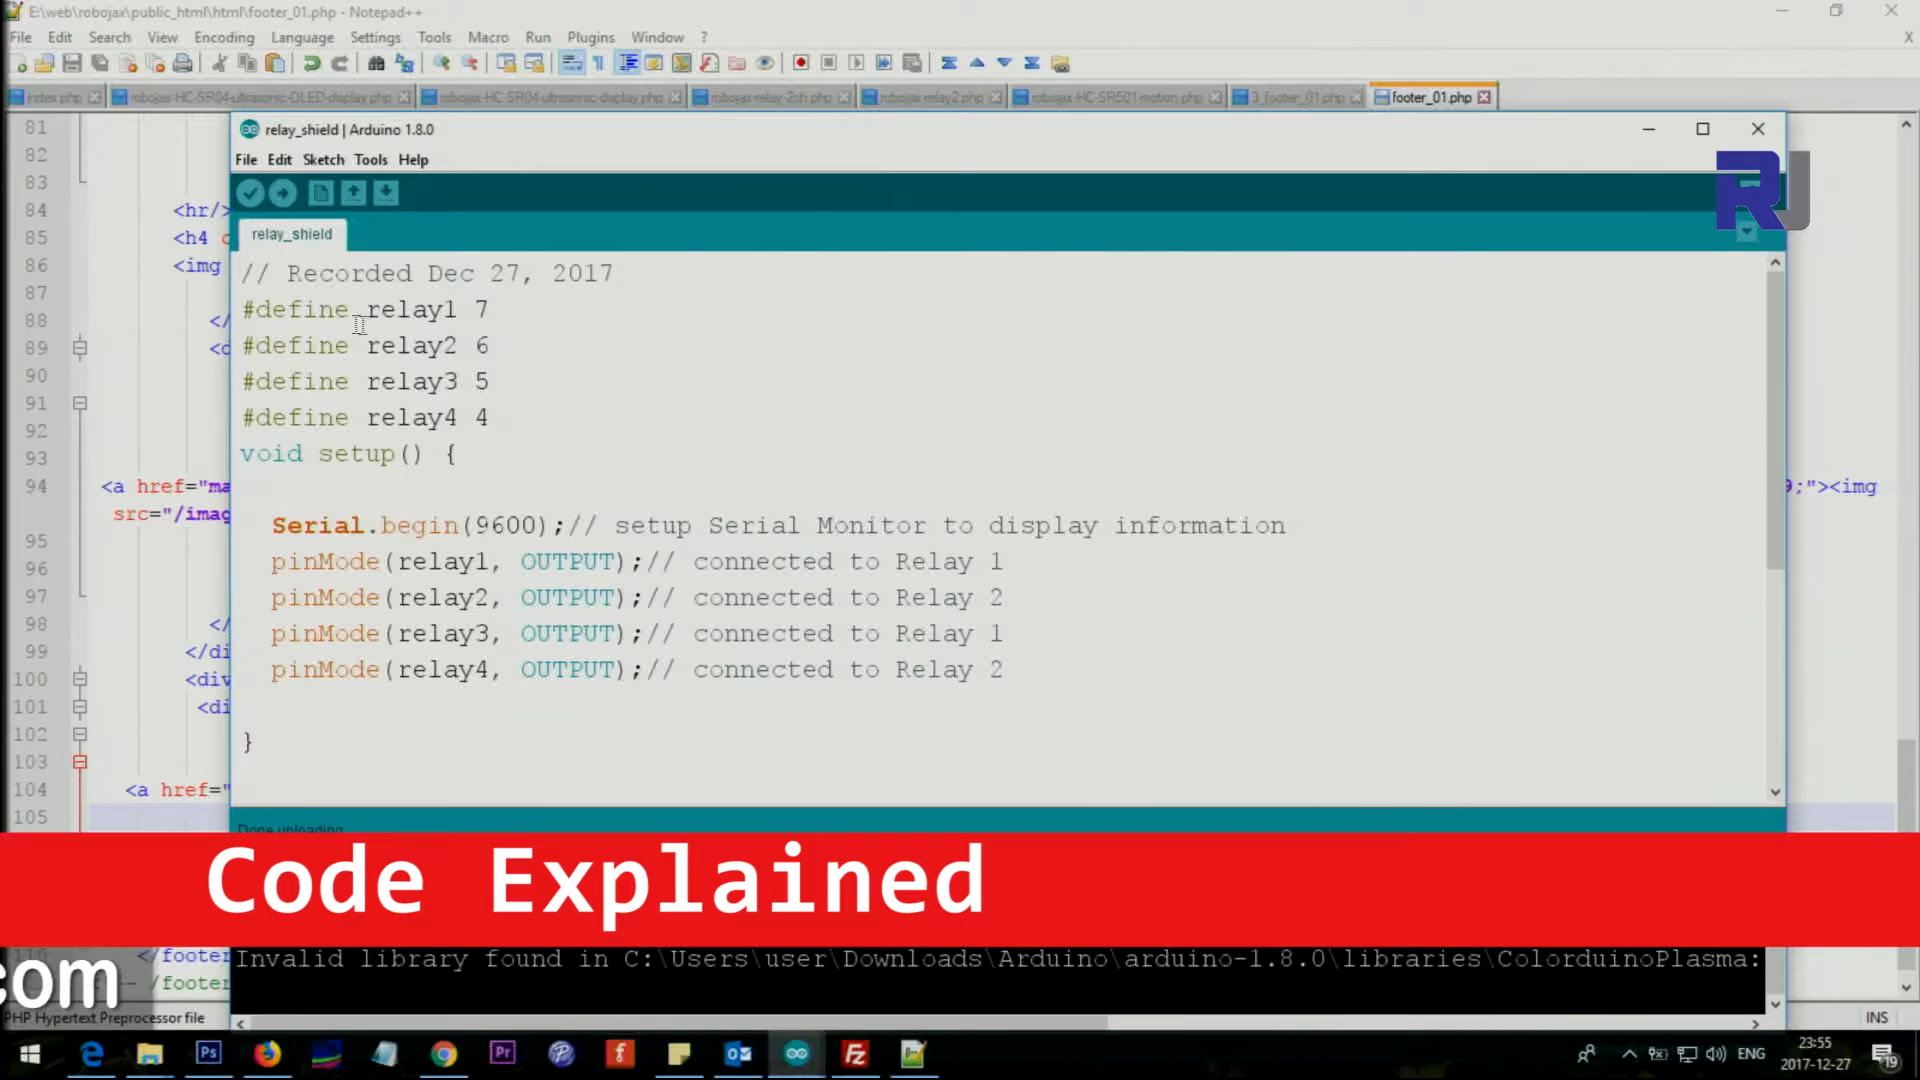 E:\web\robojax\public_html\html\footer_01.php - Notepad++
File Edit Search View Encoding Language Settings Tools Macro Run Plugins Window ? X
index.php robojax-HC-SR04-ultrasonic-OLED-display.php robojax-HC-SR04-ultrasonic-display.php robojax-relay-2ch.php robojax-relay2.php robojax-HC-SR501-motion.php 3_footer_01.php footer_01.php
relay_shield | Arduino 1.8.0
File Edit Sketch Tools Help
RJ
relay_shield
// Recorded Dec 27, 2017
#define relay1 7
#define relay2 6
#define relay3 5
#define relay4 4
void setup() {
Serial.begin(9600);// setup Serial Monitor to display information
pinMode(relay1, OUTPUT);// connected to Relay 1
pinMode(relay2, OUTPUT);// connected to Relay 2
pinMode(relay3, OUTPUT);// connected to Relay 1
pinMode(relay4, OUTPUT);// connected to Relay 2
}
81
82
83
84 <hr/>
85 <h4
86 <img
87
88 </
89
90
91
92
93
94 <a href="ma
;"><img
src="/imag
95
96
97
98 </
99 </di
100 <div
101 <di
102
103
104 <a href="
105
Done uploading.
Code Explained
</footer
Invalid library found in C:\Users\user\Downloads\Arduino\arduino-1.8.0\libraries\ColorduinoPlasma:
com
/footer
PHP Hypertext Preprocessor file
INS
23:55
ENG
2017-12-27
19